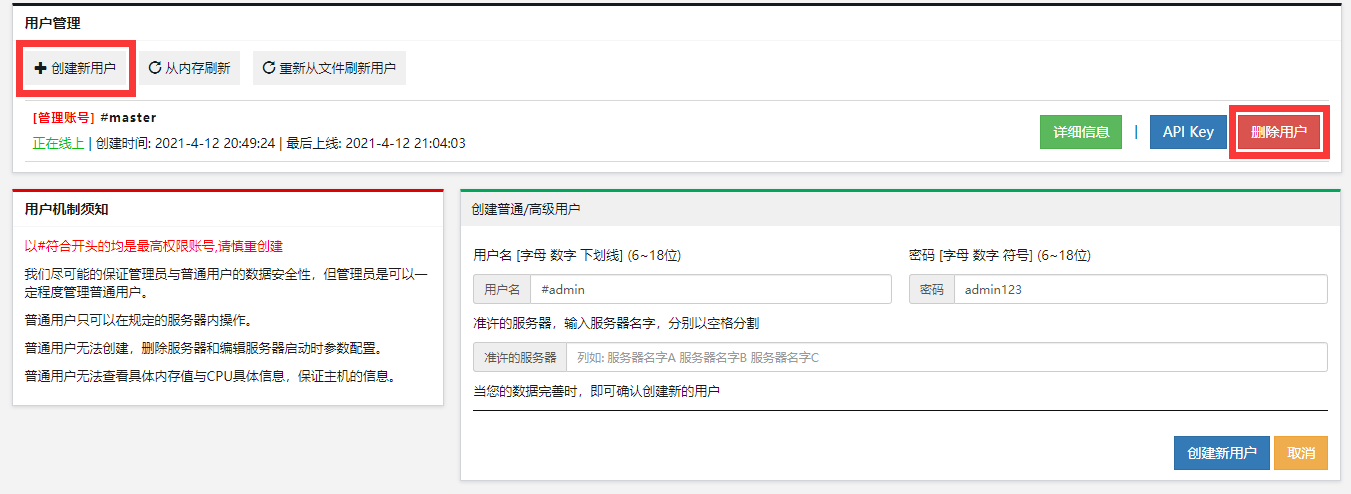 用户管理
创建新用户 从内存刷新 重新从文件刷新用户
[管理账号] #master
正在线上 | 创建时间: 2021-4-12 20:49:24 | 最后上线: 2021-4-12 21:04:03
详细信息 | API Key 删除用户
用户机制须知
以#符合开头的均是最高权限账号,请慎重创建
我们尽可能的保证管理员与普通用户的数据安全性，但管理员是可以一
定程度管理普通用户。
普通用户只可以在规定的服务器内操作。
普通用户无法创建，删除服务器和编辑服务器启动时参数配置。
普通用户无法查看具体内存值与CPU具体信息，保证主机的信息。
创建普通/高级用户
用户名 [字母 数字 下划线] (6~18位)
用户名 #admin
密码 [字母 数字 符号] (6~18位)
密码 admin123
准许的服务器，输入服务器名字，分别以空格分割
准许的服务器 列如: 服务器名字A 服务器名字B 服务器名字C
当您的数据完善时，即可确认创建新的用户
创建新用户 取消